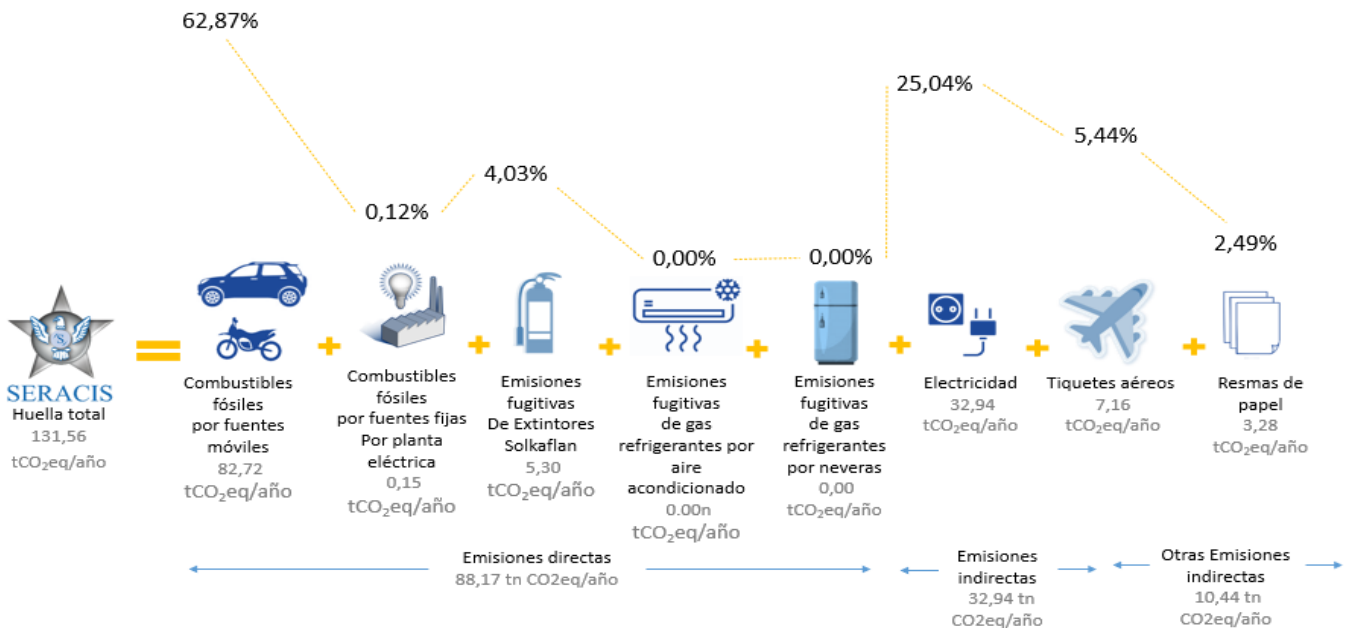 62,87%
25,04%
5,44%
4,03%
0,12%
2,49%
0,00%
0,00%
SERACIS
Huella total
131,56
tCO₂eq/año
=
Combustibles
fósiles
por fuentes
móviles
82,72
tCO₂eq/año
+
Combustibles
fósiles
por fuentes fijas
Por planta
eléctrica
0,15
tCO₂eq/año
+
Emisiones
fugitivas
De Extintores
Solkaflan
5,30
tCO₂eq/año
+
Emisiones
fugitivas
de gas
refrigerantes por
aire
acondicionado
0.00n
tCO₂eq/año
+
Emisiones
fugitivas
de gas
refrigerantes
por neveras
0,00
tCO₂eq/año
+
Electricidad
32,94
tCO₂eq/año
+
Tiquetes aéreos
7,16
tCO₂eq/año
+
Resmas de
papel
3,28
tCO₂eq/año
Emisiones directas
88,17 tn CO2eq/año
Emisiones
indirectas
32,94 tn
CO2eq/año
Otras Emisiones
indirectas
10,44 tn
CO2eq/año